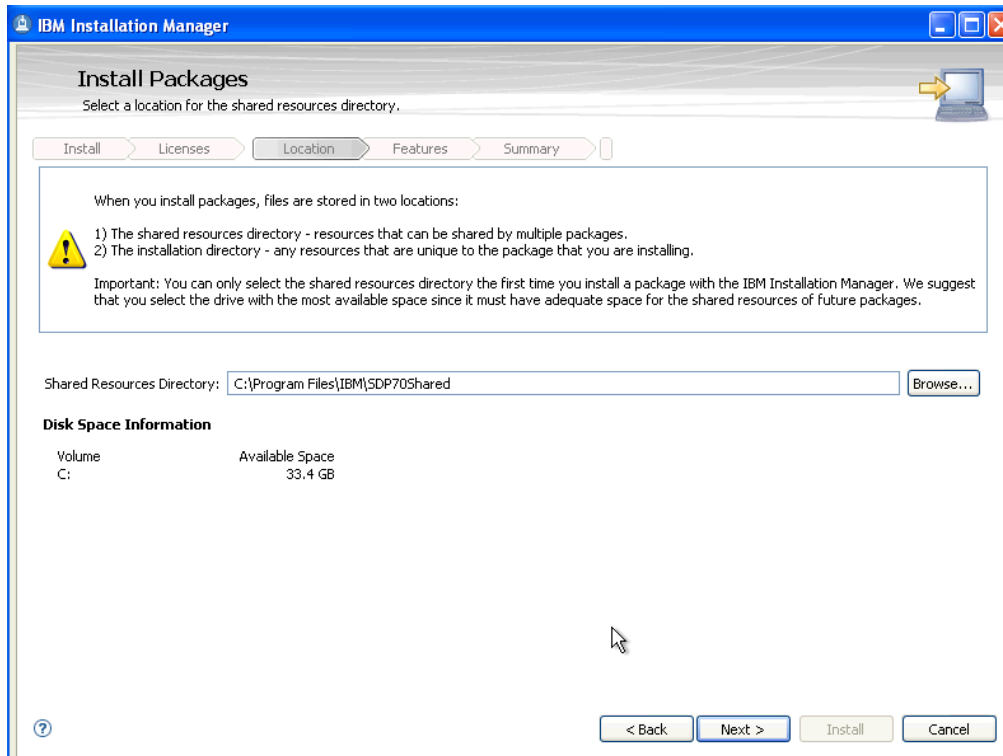 IBM Installation Manager
Install Packages
Select a location for the shared resources directory.
Install Licenses Location Features Summary
When you install packages, files are stored in two locations:
1) The shared resources directory - resources that can be shared by multiple packages.
2) The installation directory - any resources that are unique to the package that you are installing.
Important: You can only select the shared resources directory the first time you install a package with the IBM Installation Manager. We suggest
that you select the drive with the most available space since it must have adequate space for the shared resources of future packages.
Shared Resources Directory: C:\Program Files\IBM\SDP70Shared Browse...
Disk Space Information
Volume Available Space
C: 33.4 GB
? < Back Next > Install Cancel